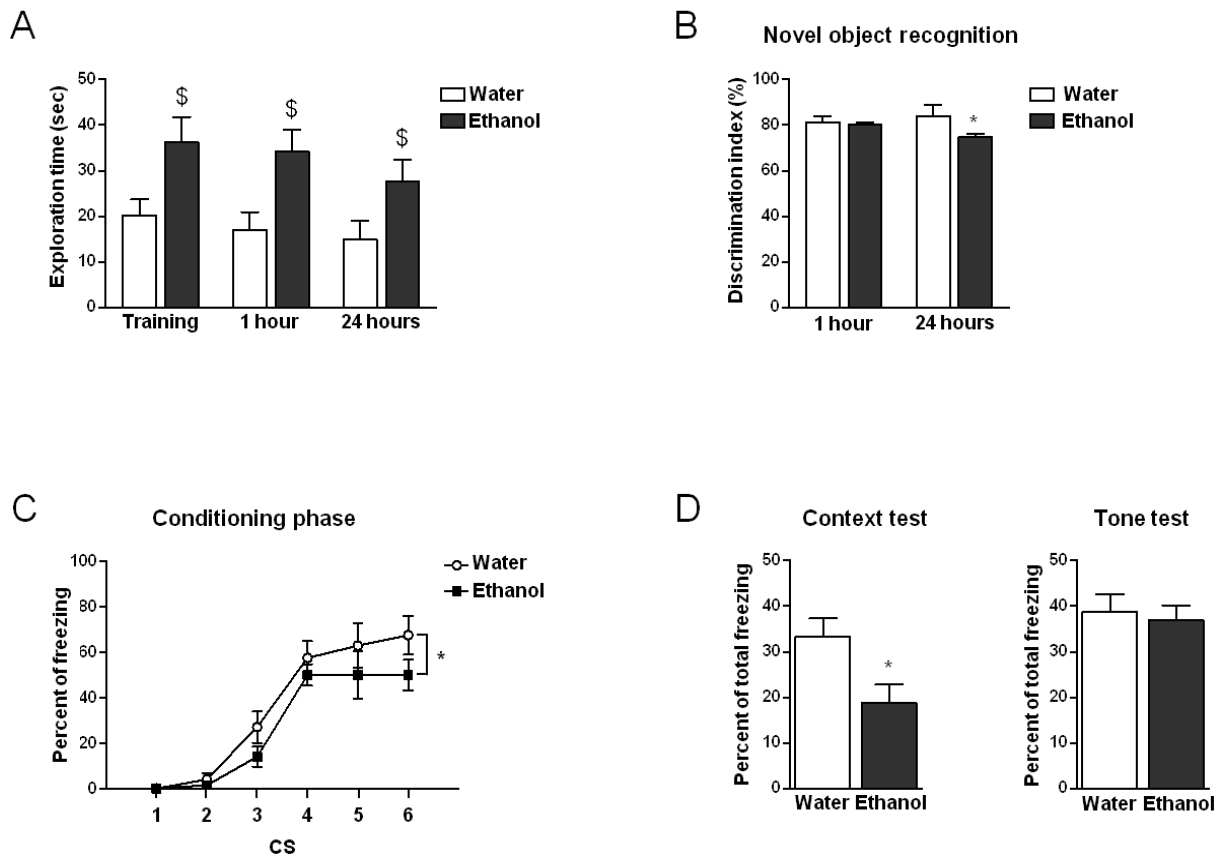 A
Exploration time (sec)
50
40
30
20
10
0
$
$
$
Training
1 hour
24 hours
Water
Ethanol
B
Novel object recognition
Discrimination index (%)
100
80
60
40
20
0
*
1 hour
24 hours
Water
Ethanol
C
Conditioning phase
Percent of freezing
100
80
60
40
20
0
1
2
3
4
5
6
CS
Water
Ethanol
*
D
Context test
Percent of total freezing
50
40
30
20
10
0
*
Water Ethanol
Tone test
Percent of total freezing
50
40
30
20
10
0
Water Ethanol